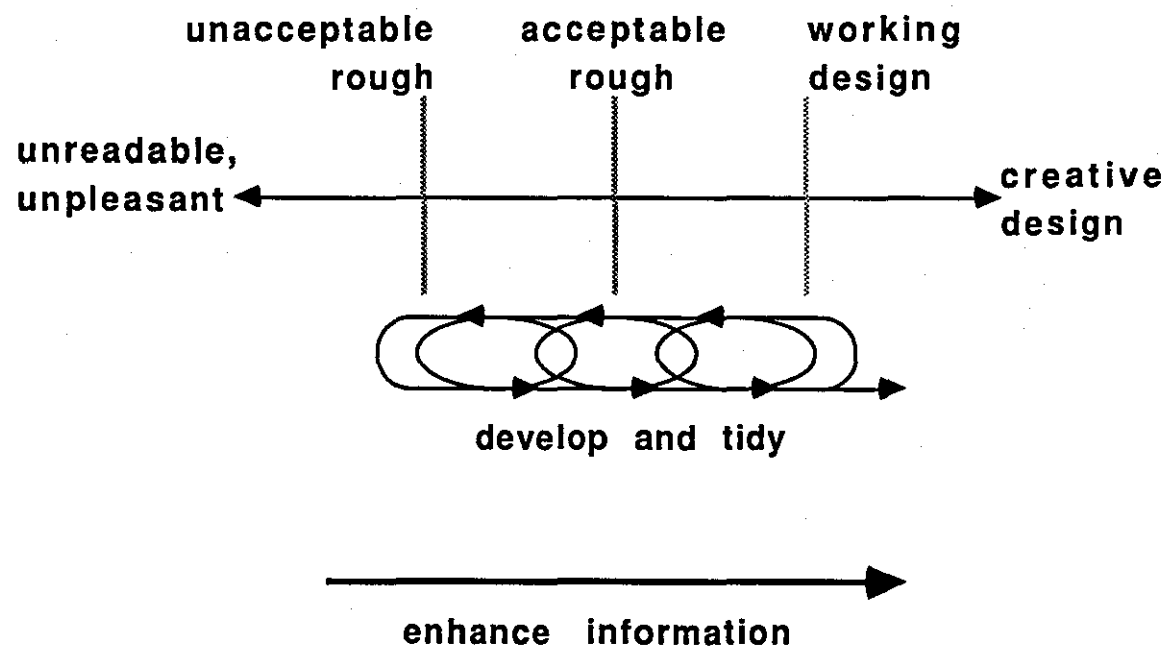 unacceptable
rough
acceptable
rough
working
design
unreadable,
unpleasant
creative
design
develop and tidy
enhance information